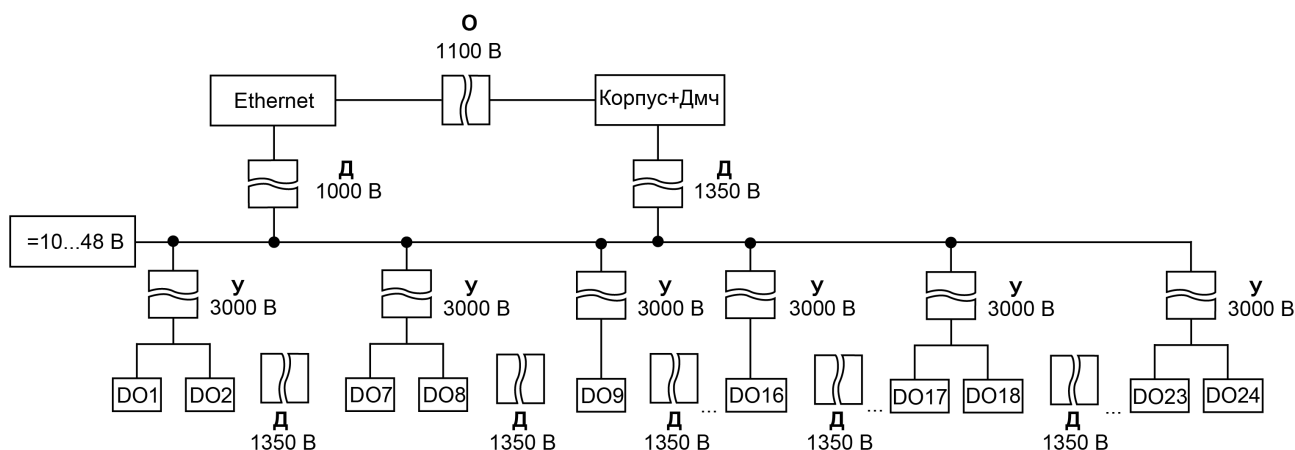 О
1100 В
Ethernet
Корпус+Дмч
Д
1000 В
Д
1350 В
=10...48 В
У
3000 В
У
3000 В
У
3000 В
У
3000 В
У
3000 В
У
3000 В
DO1
DO2
DO7
DO8
DO9
...
DO16
...
DO17
DO18
...
DO23
DO24
Д
1350 В
Д
1350 В
Д
1350 В
Д
1350 В
Д
1350 В